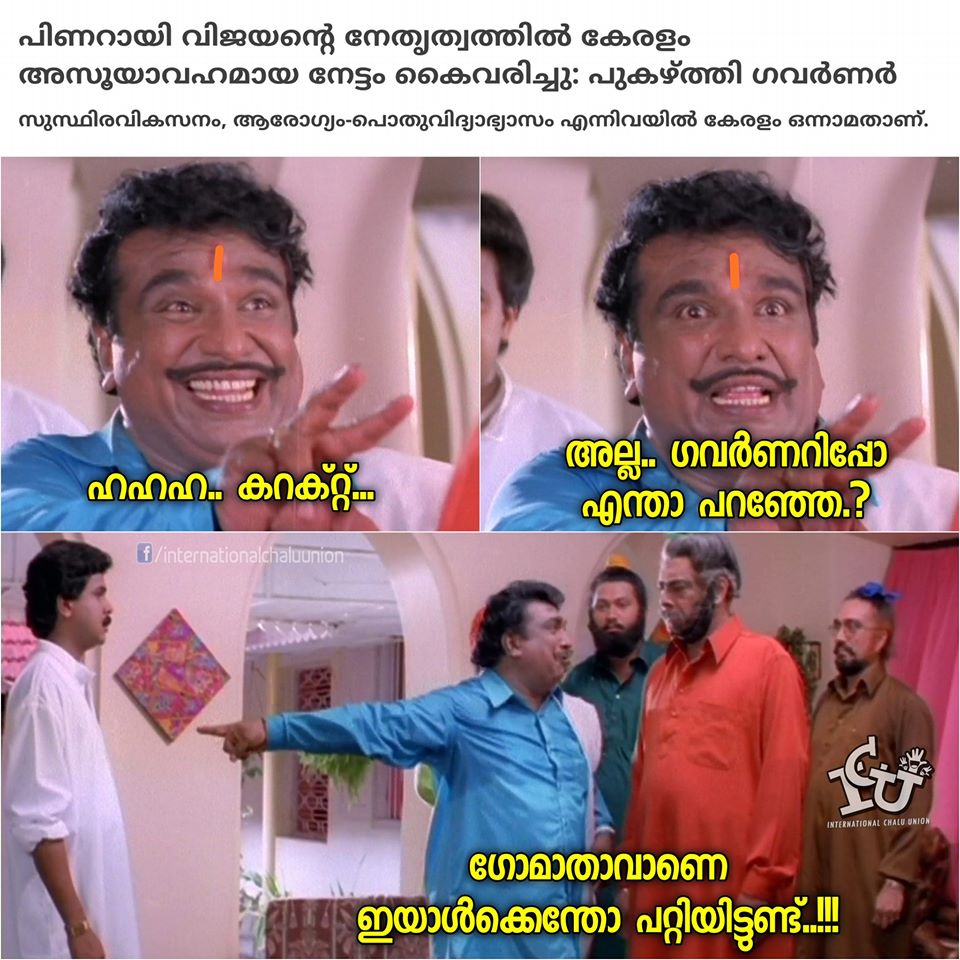 പിണറായി വിജയന്റെ നേതൃത്വത്തിൽ കേരളം
അസൂയാവഹമായ നേട്ടം കൈവരിച്ചു: പുകഴ്ത്തി ഗവർണർ
സുസ്ഥിരവികസനം, ആരോഗ്യം-പൊതുവിദ്യാഭ്യാസം എന്നിവയിൽ കേരളം ഒന്നാമതാണ്.
ഹഹഹ.. കറക്റ്റ്...
അല്ല.. ഗവർണറിപ്പോ
എന്താ പറഞ്ഞേ.?
f/internationalchaluunion
ICU
INTERNATIONAL CHALU UNION
ഗോമാതാവാണെ
ഇയാൾക്കെന്തോ പറ്റിയിട്ടുണ്ട്..!!!